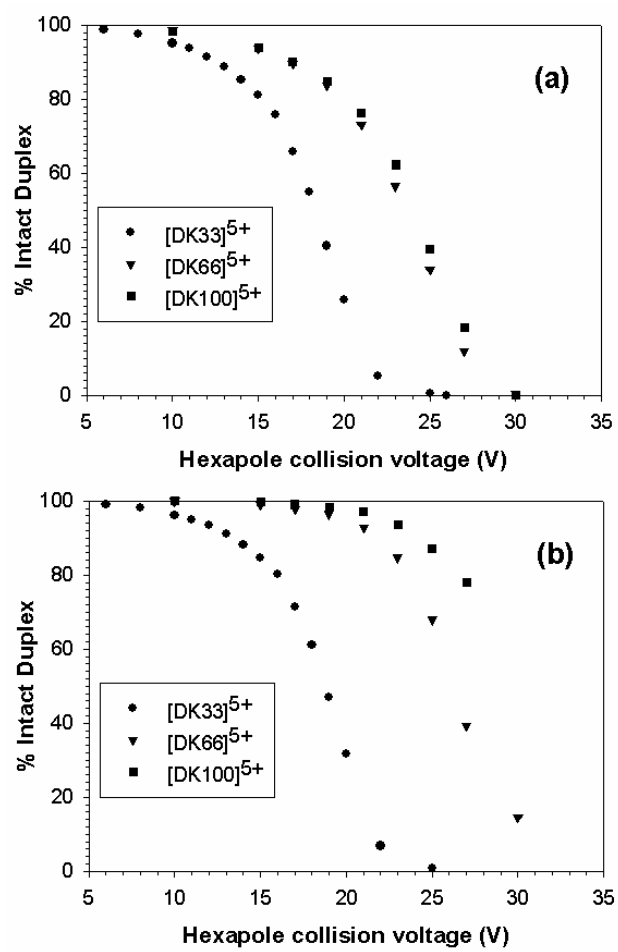 100
80
60
40
20
0
% Intact Duplex
(a)
[DK33]5+
[DK66]5+
[DK100]5+
5 10 15 20 25 30 35
Hexapole collision voltage (V)
100
80
60
40
20
0
% Intact Duplex
(b)
[DK33]5+
[DK66]5+
[DK100]5+
5 10 15 20 25 30 35
Hexapole collision voltage (V)